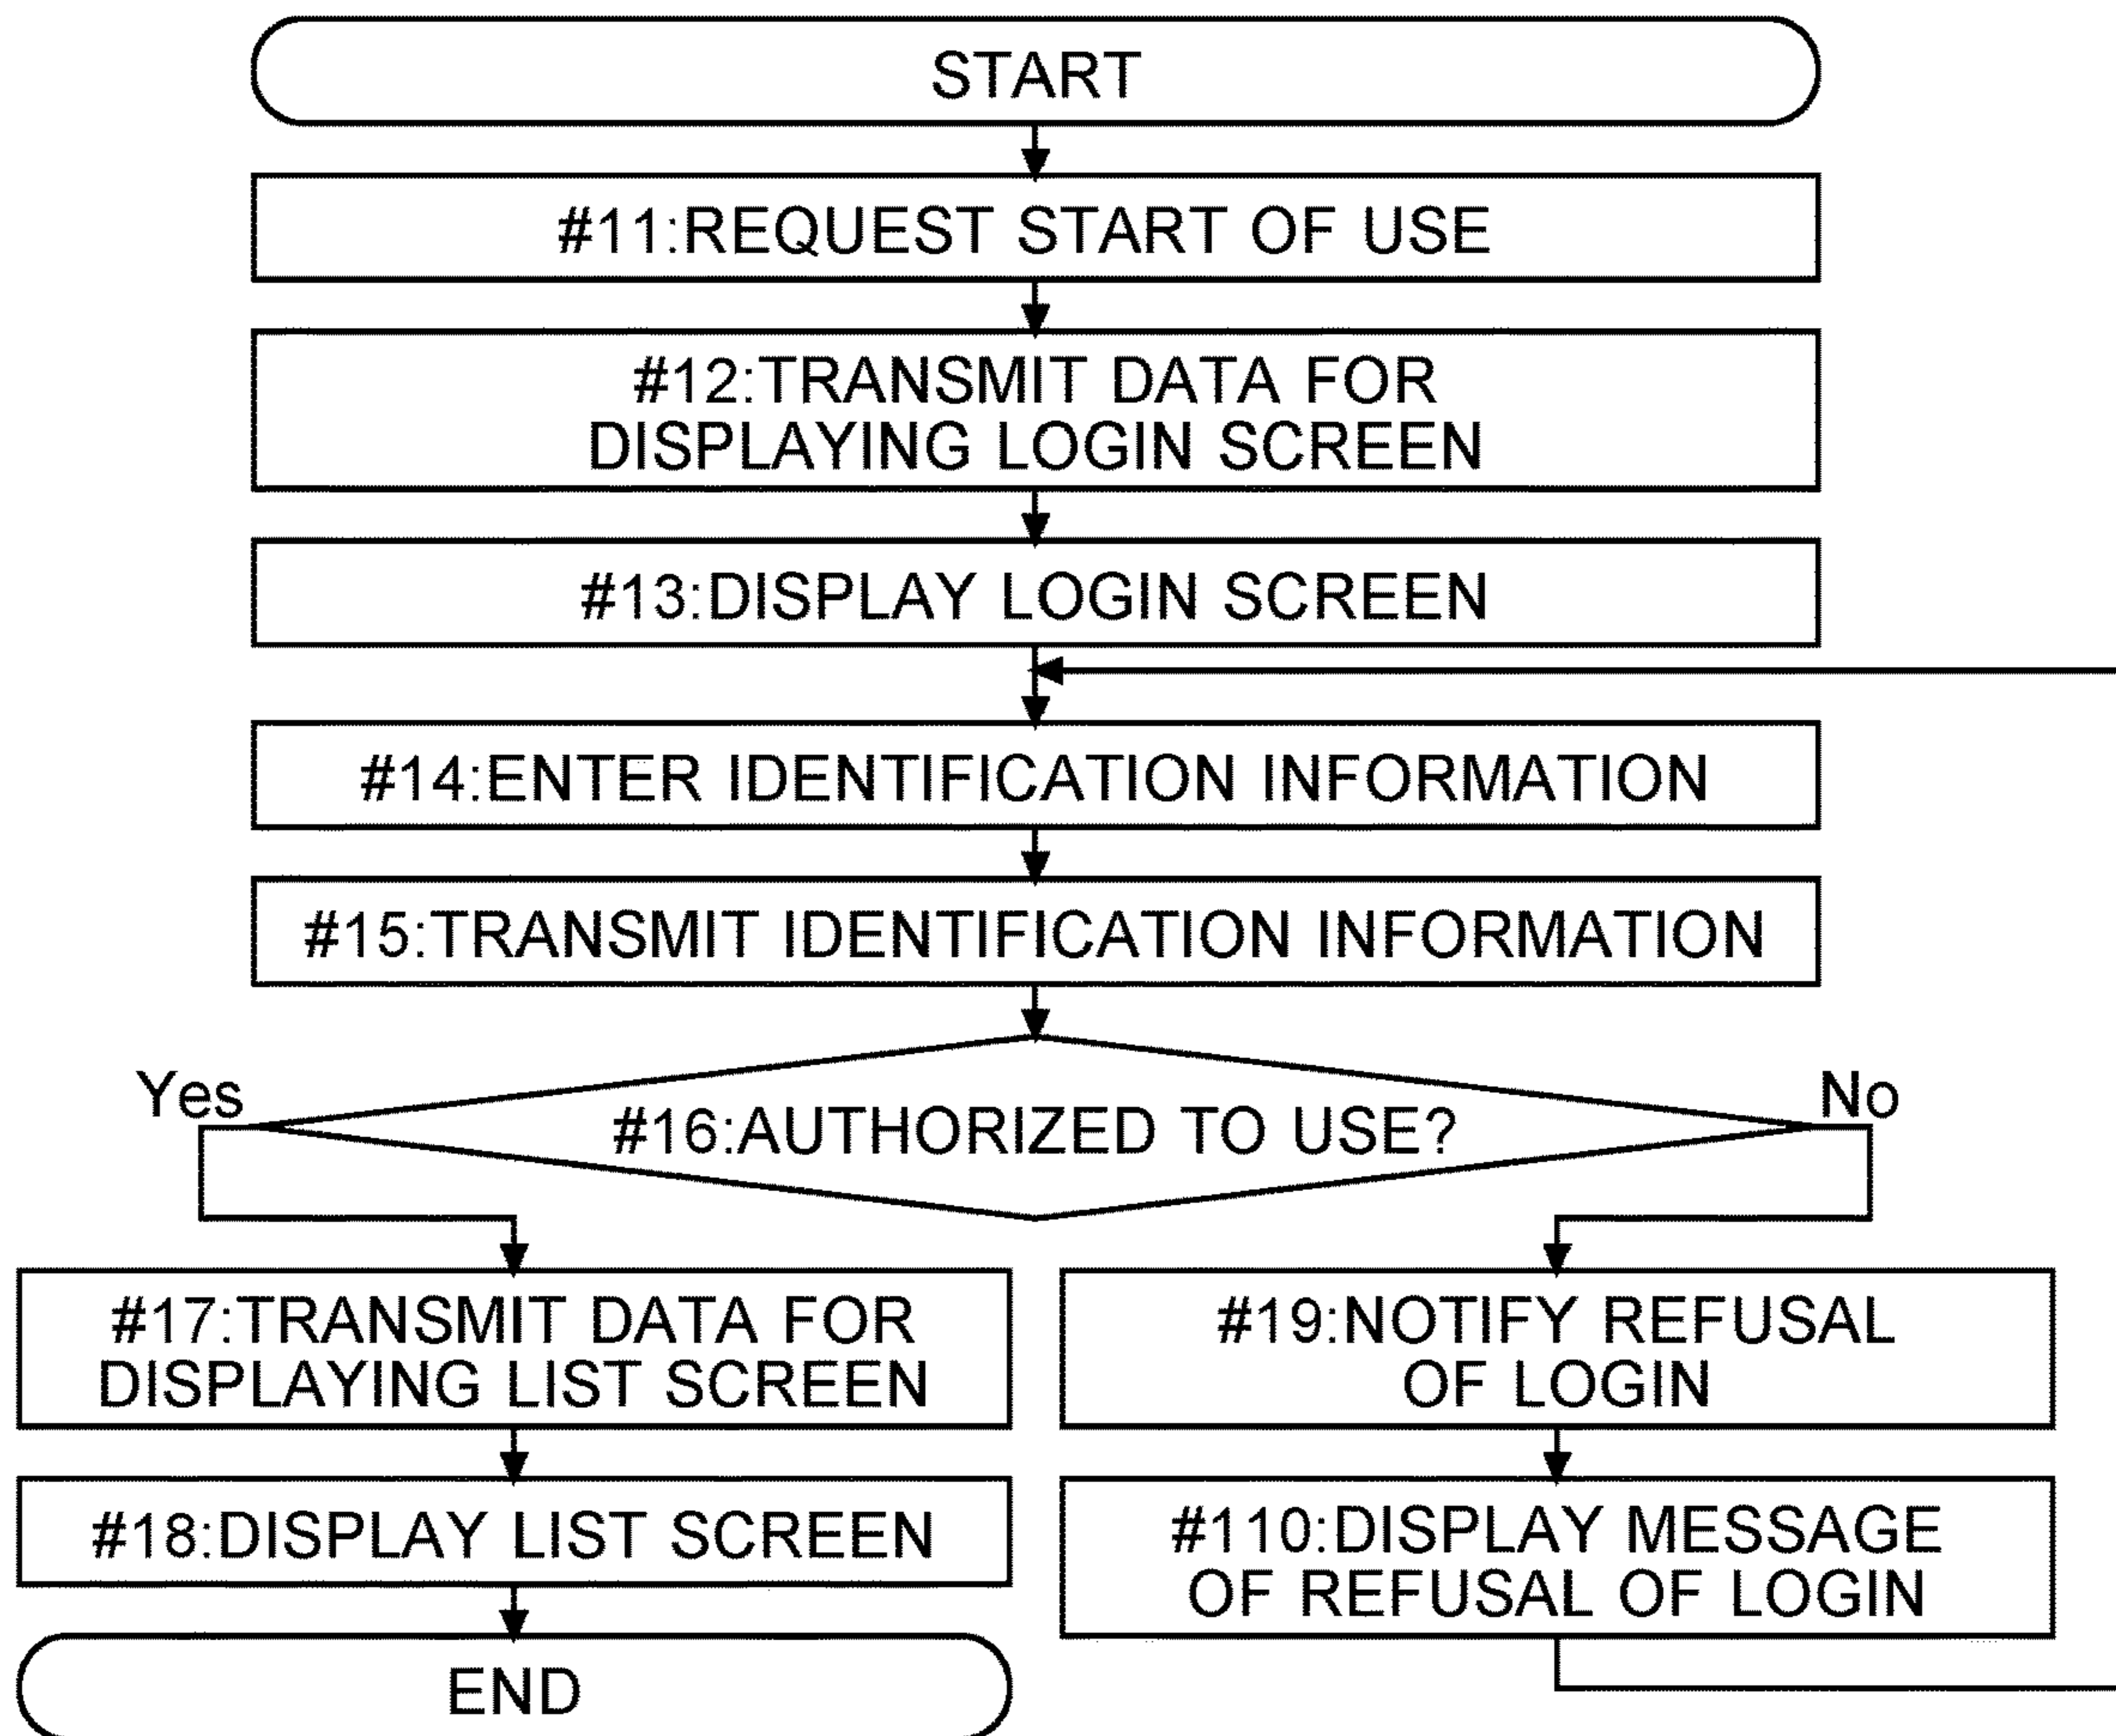 START
#11:REQUEST START OF USE
#12:TRANSMIT DATA FOR
DISPLAYING LOGIN SCREEN
#13:DISPLAY LOGIN SCREEN
#14:ENTER IDENTIFICATION INFORMATION
#15:TRANSMIT IDENTIFICATION INFORMATION
Yes
#16:AUTHORIZED TO USE?
No
#17:TRANSMIT DATA FOR
DISPLAYING LIST SCREEN
#18:DISPLAY LIST SCREEN
END
#19:NOTIFY REFUSAL
OF LOGIN
#110:DISPLAY MESSAGE
OF REFUSAL OF LOGIN